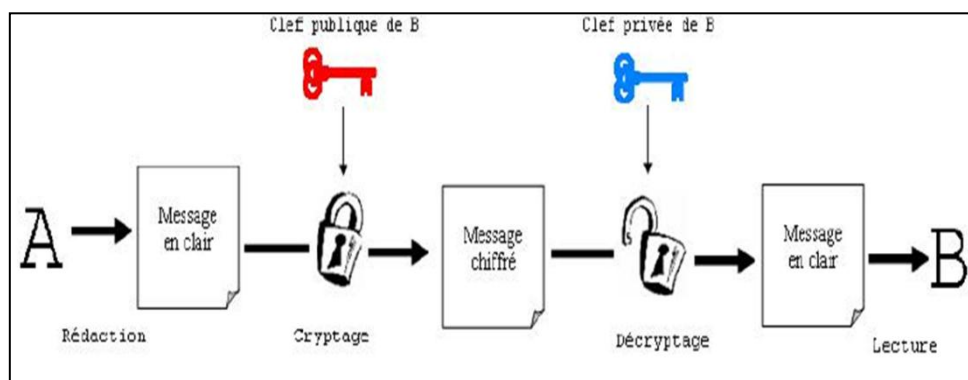 Clef publique de B
Clef privée de B
A
Message
en clair
Message
chiffré
Message
en clair
B
Rédaction
Cryptage
Décryptage
Lecture